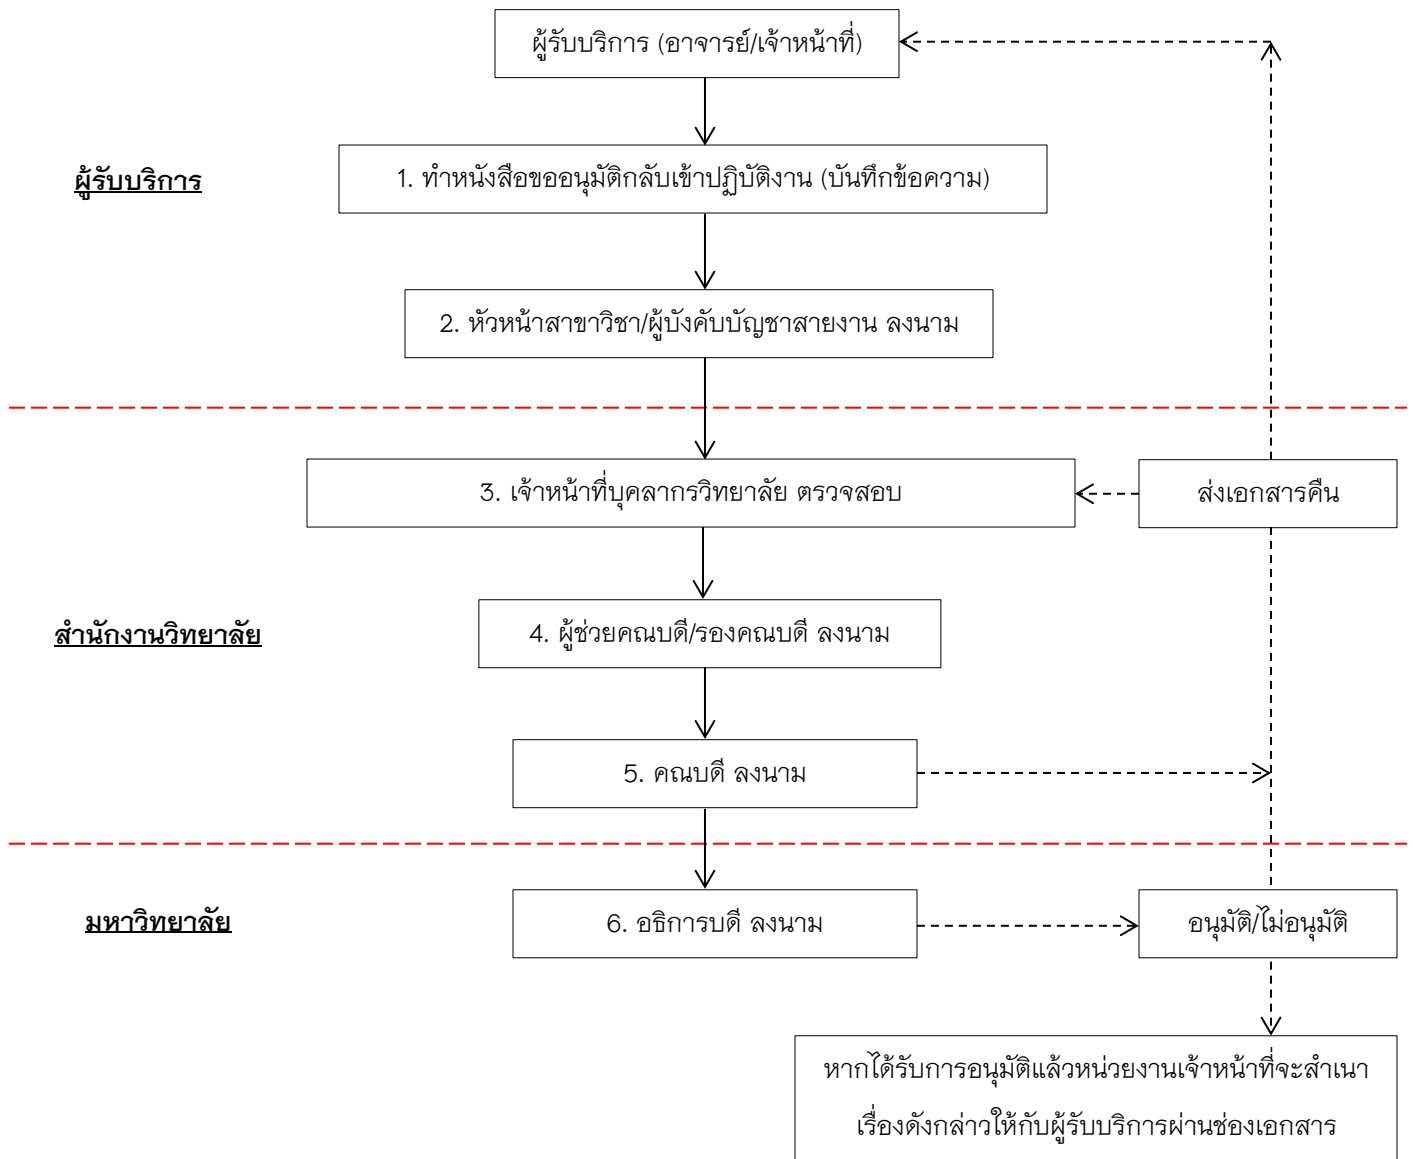 ผู้รับบริการ (อาจารย์/เจ้าหน้าที่)
ผู้รับบริการ
1. ทำหนังสือขออนุมัติกลับเข้าปฏิบัติงาน (บันทึกข้อความ)
2. หัวหน้าสาขาวิชา/ผู้บังคับบัญชาสายงาน ลงนาม
3. เจ้าหน้าที่บุคลากรวิทยาลัย ตรวจสอบ
ส่งเอกสารคืน
สำนักงานวิทยาลัย
4. ผู้ช่วยคณบดี/รองคณบดี ลงนาม
5. คณบดี ลงนาม
มหาวิทยาลัย
6. อธิการบดี ลงนาม
อนุมัติ/ไม่อนุมัติ
หากได้รับการอนุมัติแล้วหน่วยงานเจ้าหน้าที่จะสำเนา
เรื่องดังกล่าวให้กับผู้รับบริการผ่านช่องเอกสาร